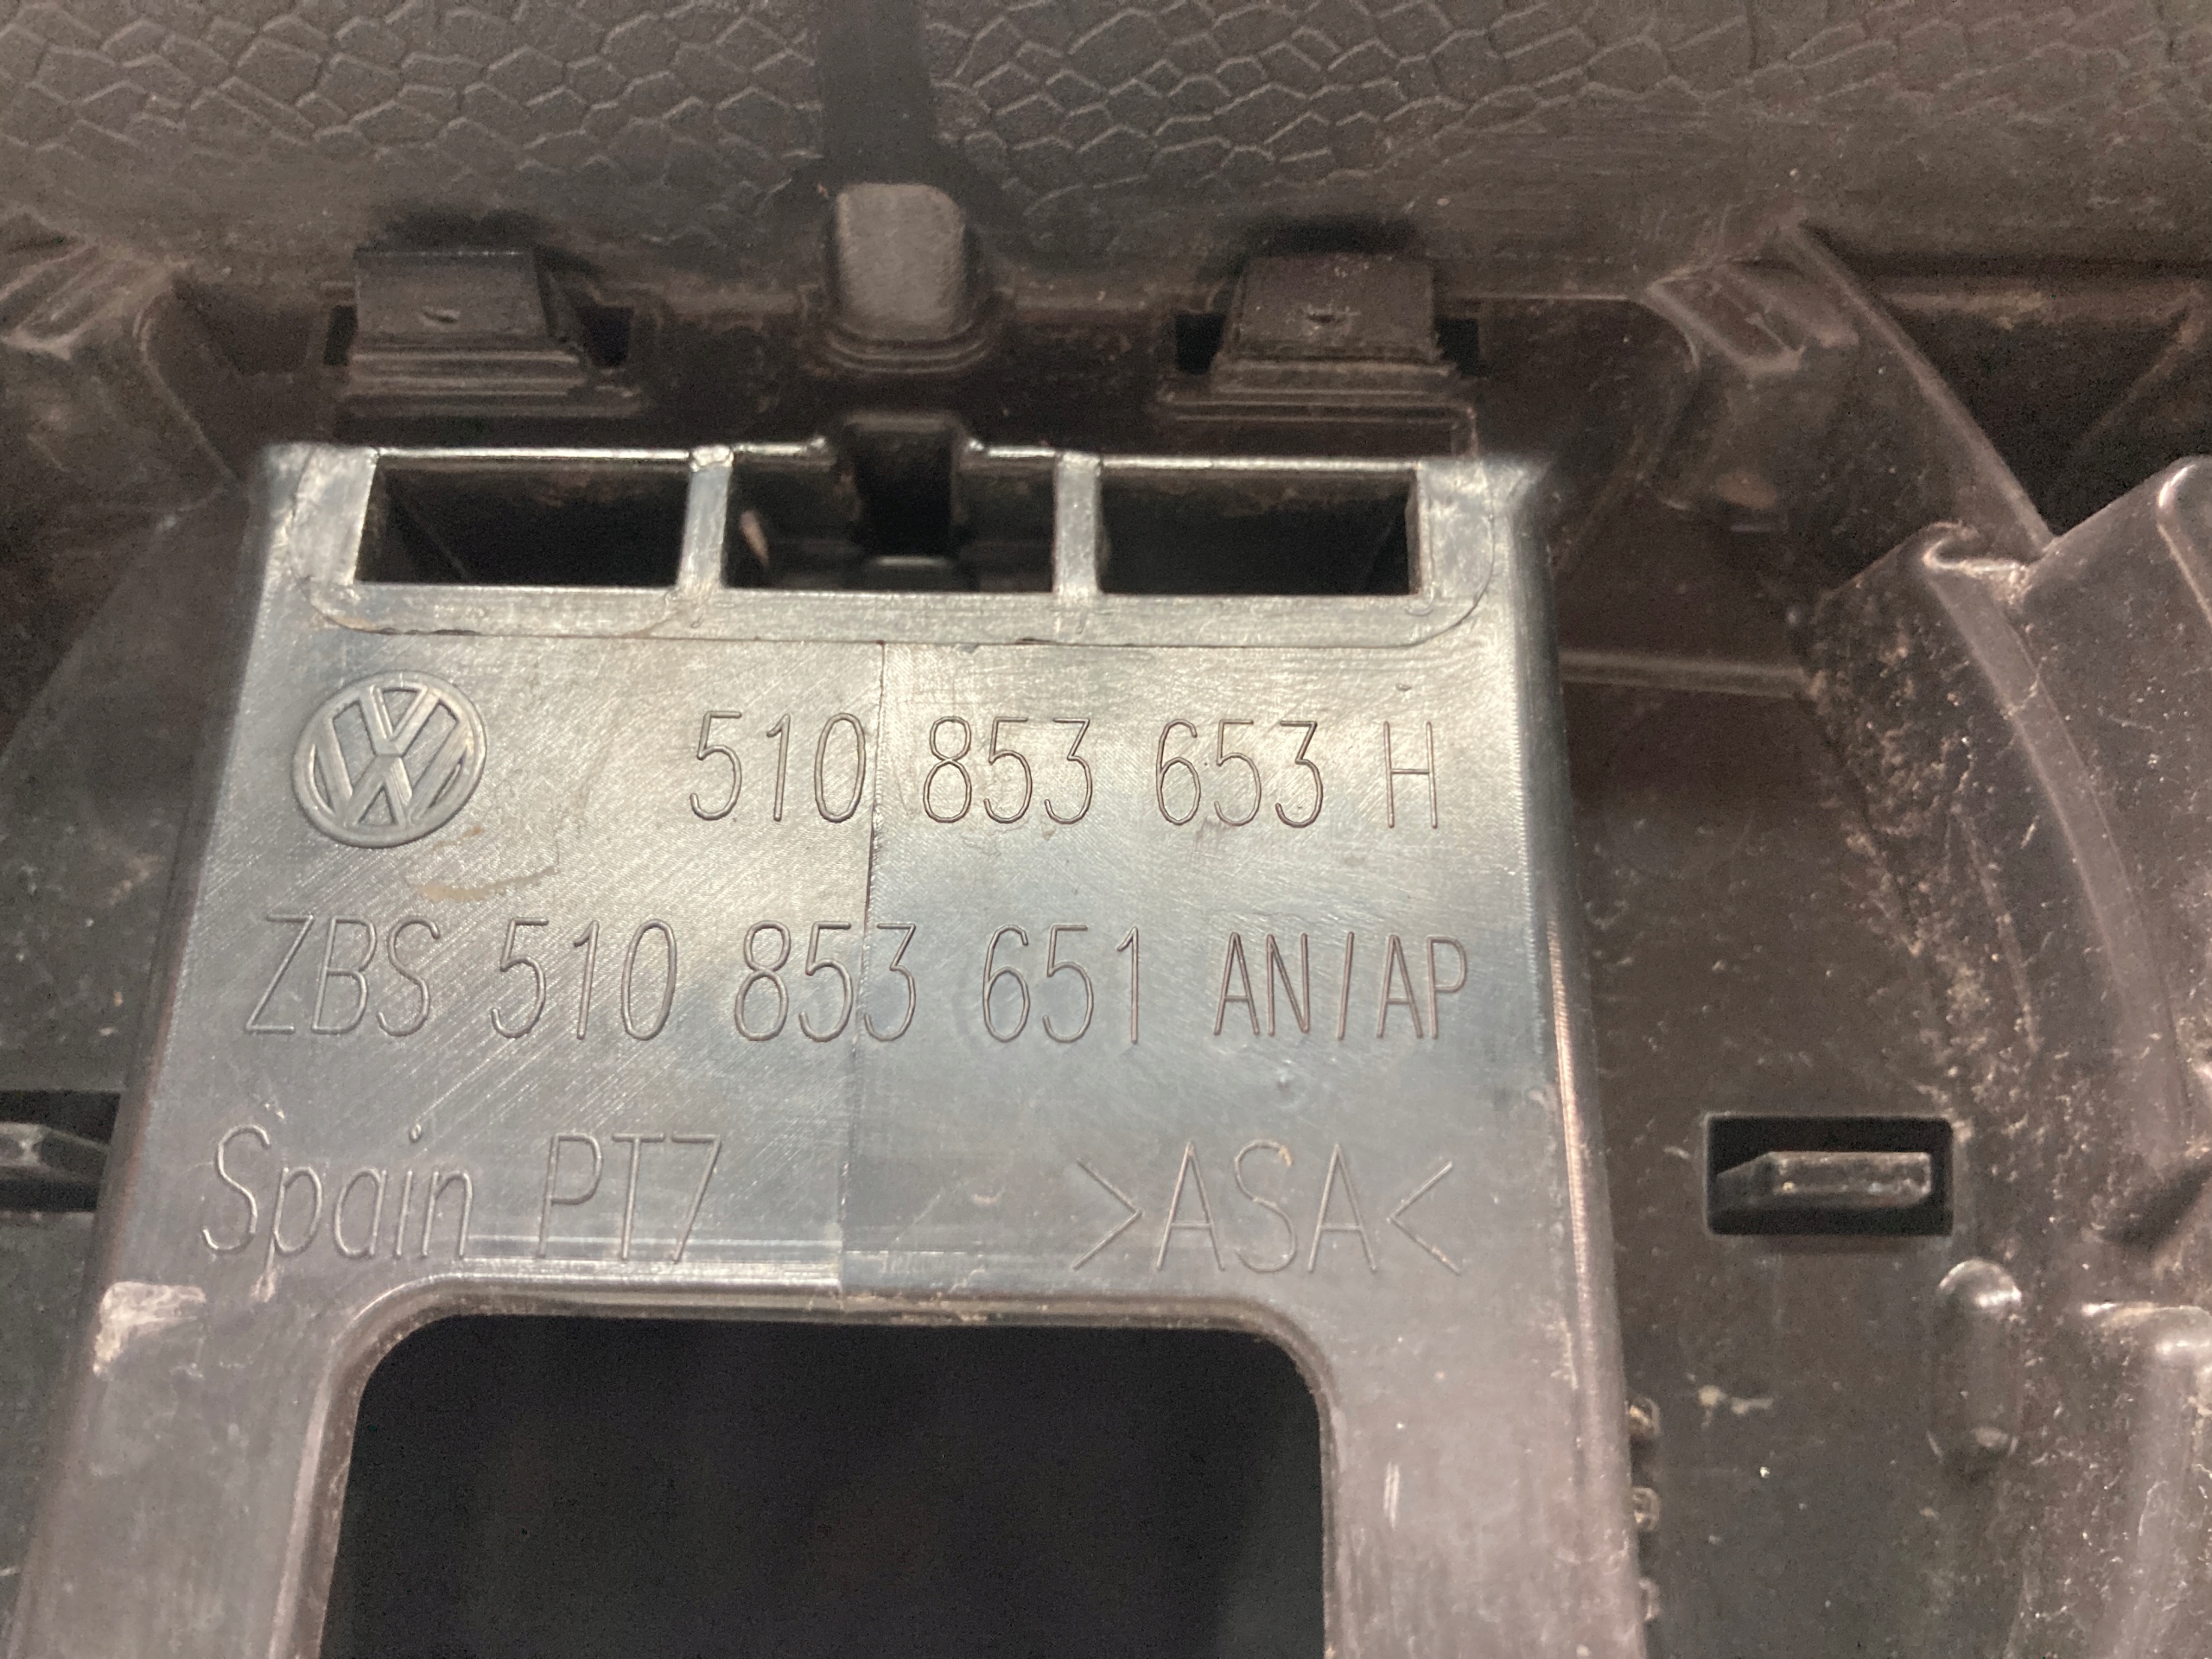 510 853 653 H
ZBS 510 853 651 AN/AP
Spain PT7 >ASA<